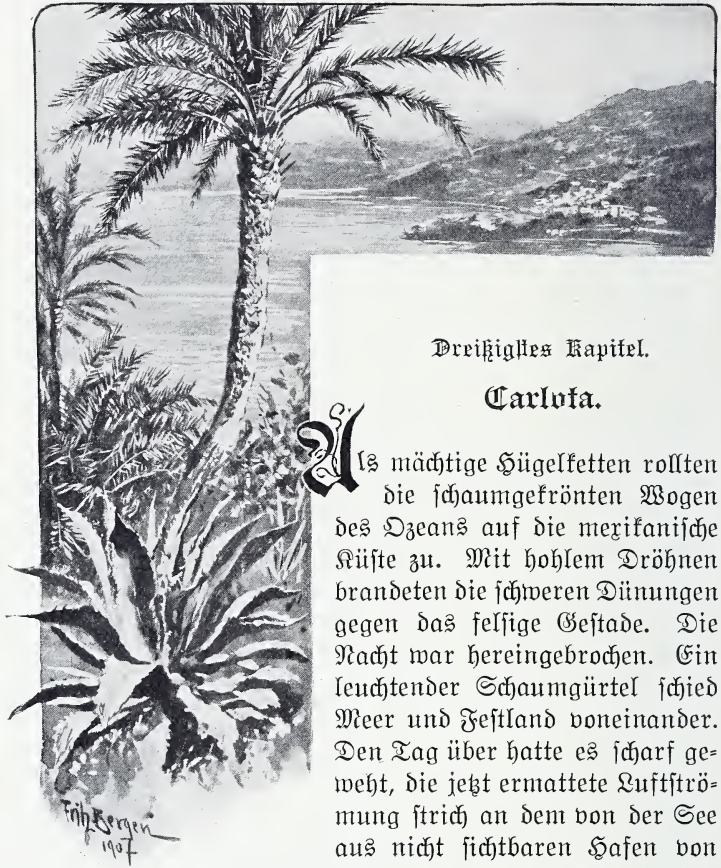 Dreißigstes Kapitel.
Carlota.
Als mächtige Hügelketten rollten
die schaumgekrönten Wogen
des Ozeans auf die mexikanische
Küste zu. Mit hohlem Dröhnen
brandeten die schweren Dünungen
gegen das felsige Gestade. Die
Nacht war hereingebrochen. Ein
leuchtender Schaumgürtel schied
Meer und Festland voneinander.
Den Tag über hatte es scharf ge-
weht, die jetzt ermattete Luftströ-
mung strich an dem von der See
aus nicht sichtbaren Hafen von
Fritz Bergen
1907